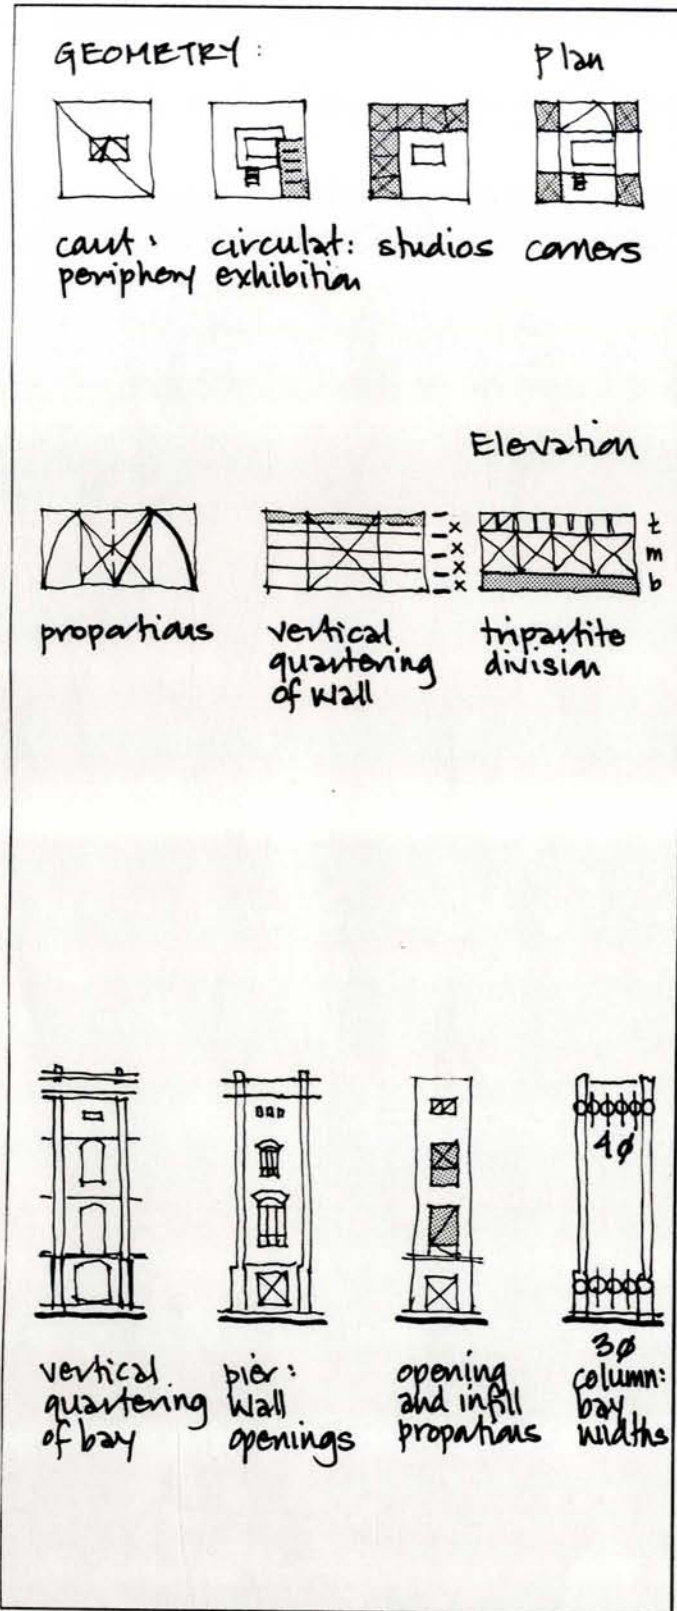 GEOMETRY: Plan
court: periphery
circulat: exhibition
studios
corners
Elevation
proportions
vertical
quartering
of wall
t
x
m
x
x
b
x
tripartite
division
4ø
3ø
vertical
quartering
of bay
pier:
wall
openings
opening
and infill
propations
column:
bay
widths